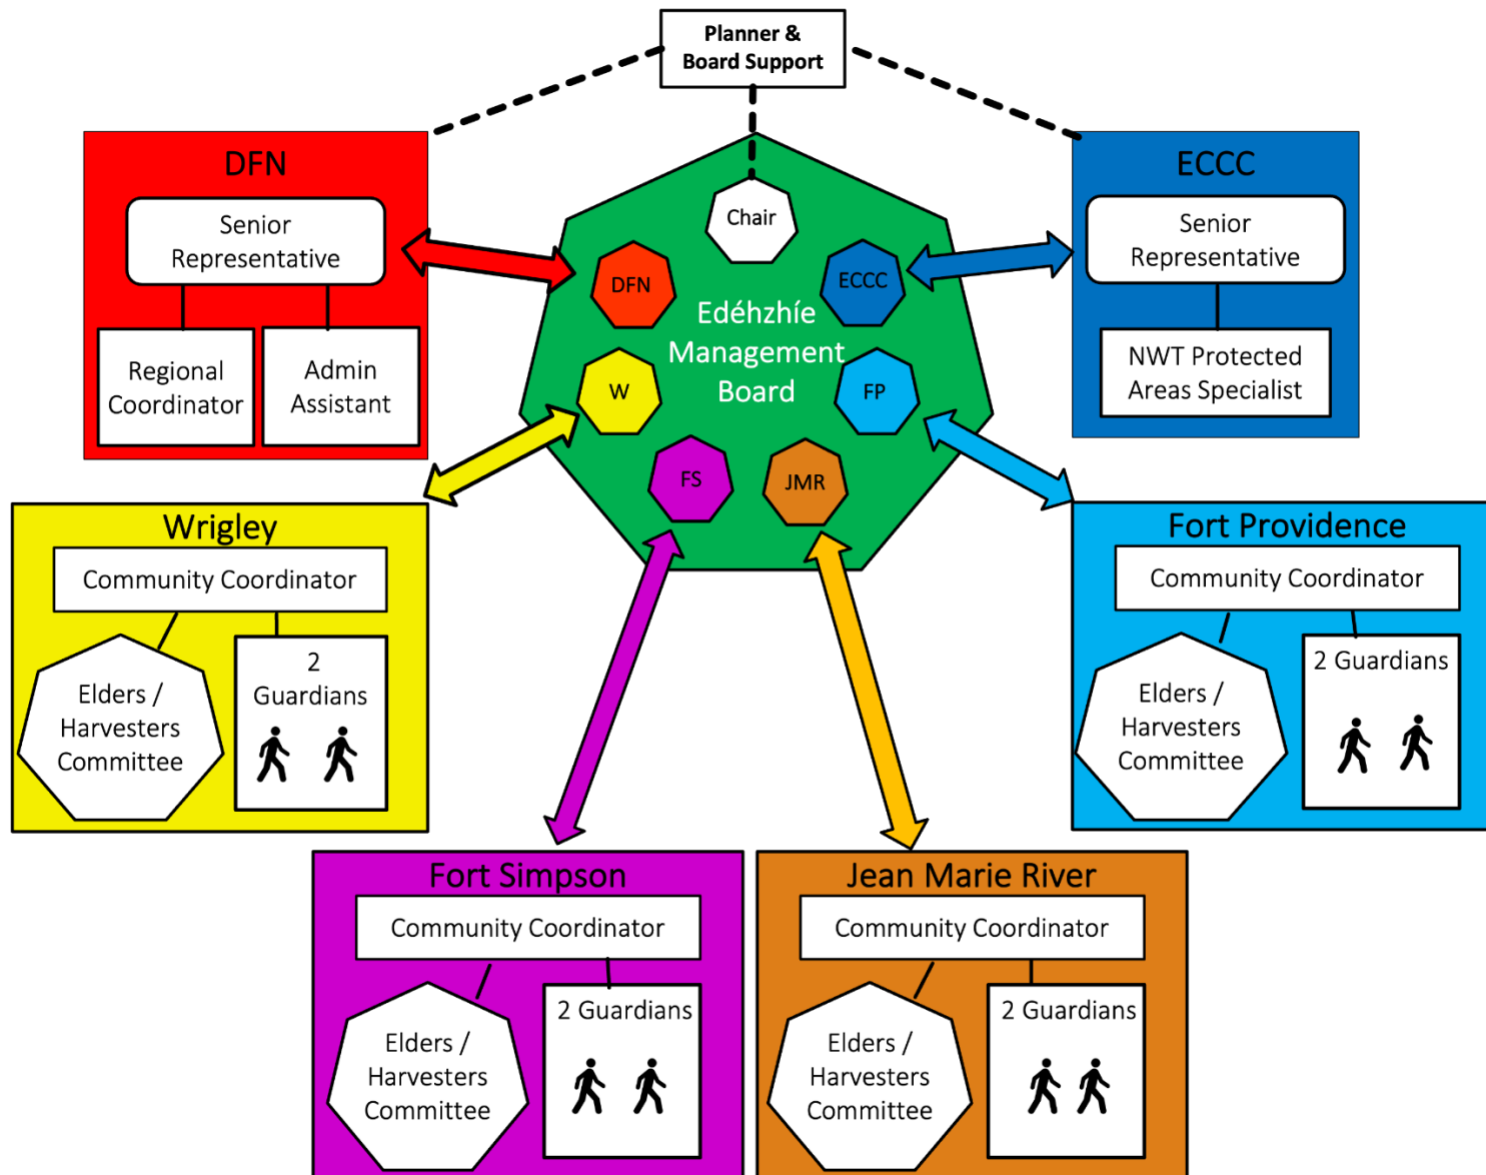 Planner &
Board Support
DFN
Senior
Representative
Regional
Coordinator
Admin
Assistant
ECCC
Senior
Representative
NWT Protected
Areas Specialist
Chair
DFN
ECCC
Edéhzhíe
Management
Board
W
FP
FS
JMR
Wrigley
Community Coordinator
Elders /
Harvesters
Committee
2
Guardians
Fort Providence
Community Coordinator
Elders /
Harvesters
Committee
2 Guardians
Fort Simpson
Community Coordinator
Elders /
Harvesters
Committee
2 Guardians
Jean Marie River
Community Coordinator
Elders /
Harvesters
Committee
2 Guardians